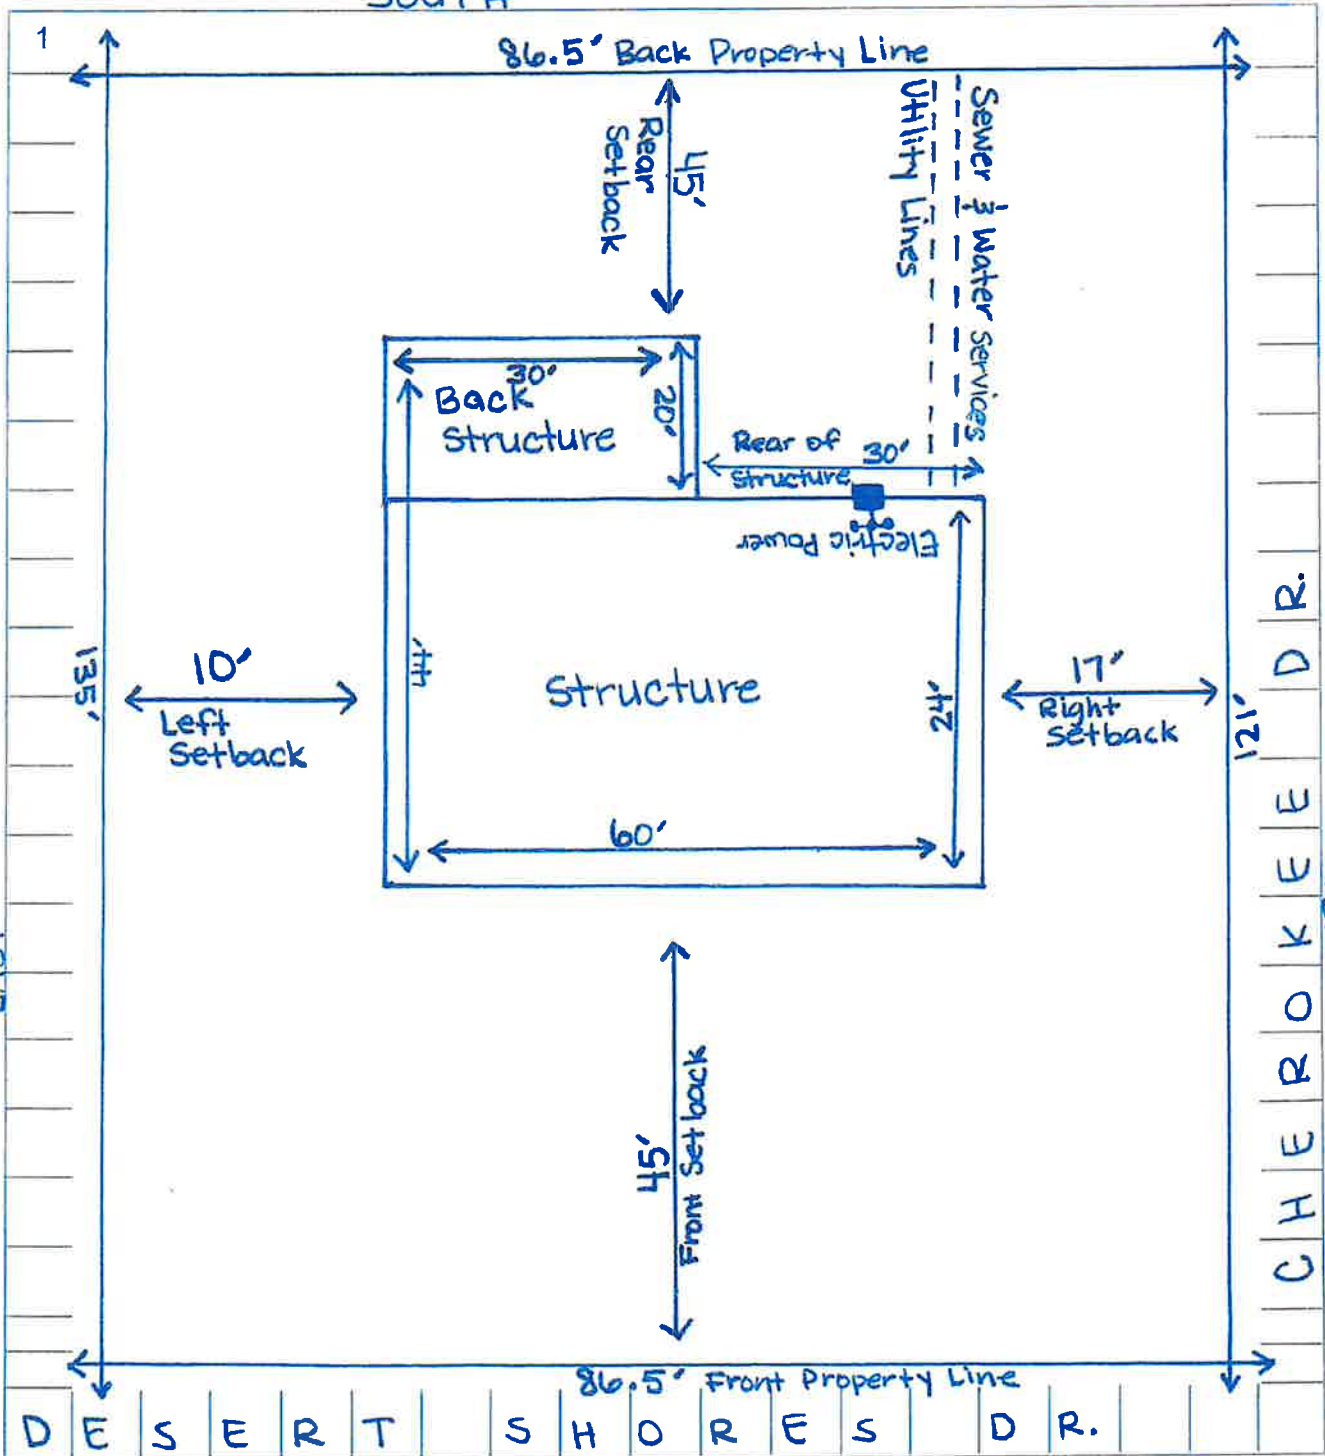 SOUTH
1
86.5' Back Property Line
45'
Rear
Setback
Sewer & Water Services
Utility Lines
30'
Back
Structure
20'
Rear of
Structure
30'
Electric Power
135'
10'
Left
Setback
44'
Structure
24'
17'
Right
Setback
121'
60'
45'
Front Setback
86.5' Front Property Line
CHEROKEE DR.
DESERT SHORES DR.